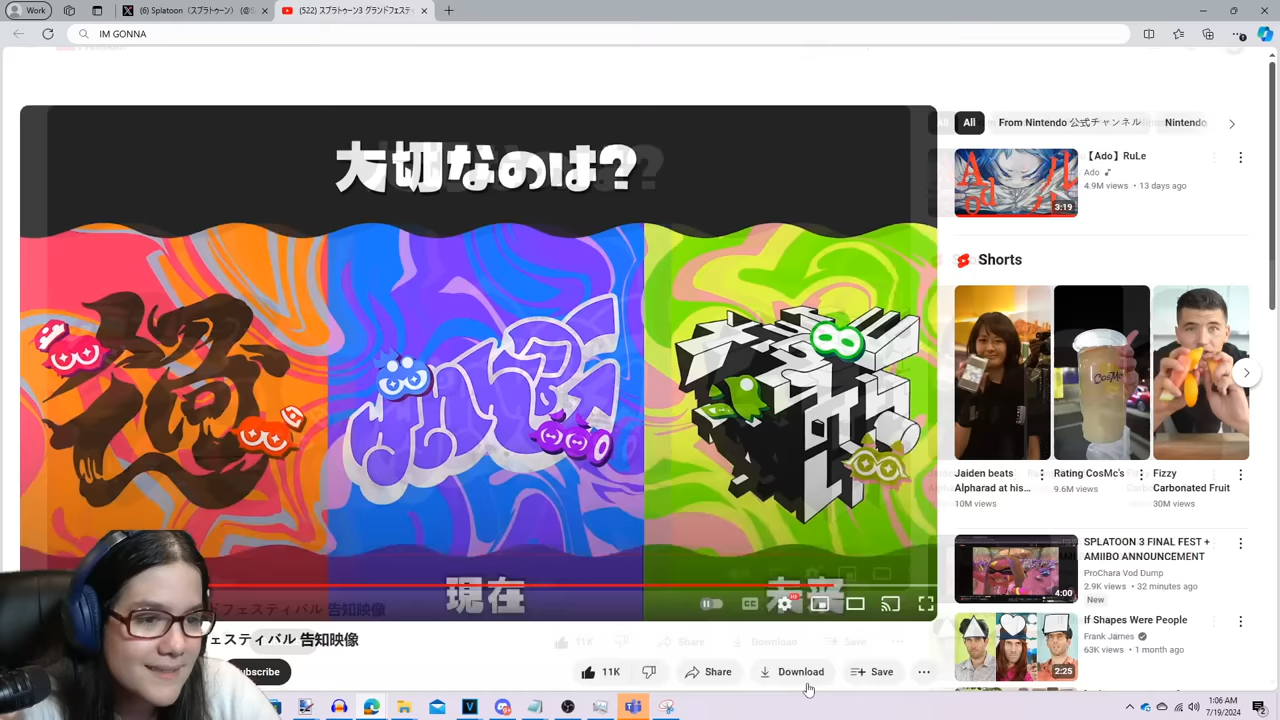 Work
(6) Splatoon（スプラトゥーン） (@S
(522) スプラトゥーン3 グランドフェスティ
IM GONNA
大切なのは?
現在
未来
All
From Nintendo 公式チャンネル
Nintendo
【Ado】RuLe
Ado
4.9M views • 13 days ago
3:19
Shorts
Jaiden beats
Alpharad at his...
10M views
Rating CosMc's
9.6M views
Fizzy
Carbonated Fruit
30M views
SPLATOON 3 FINAL FEST +
AMIIBO ANNOUNCEMENT
ProChara Vod Dump
2.9K views • 32 minutes ago
New
4:00
If Shapes Were People
Frank James
63K views • 1 month ago
2:25
ェスティバル 告知映像
ubscribe
11K
Share
Download
Save
1:06 AM
7/19/2024